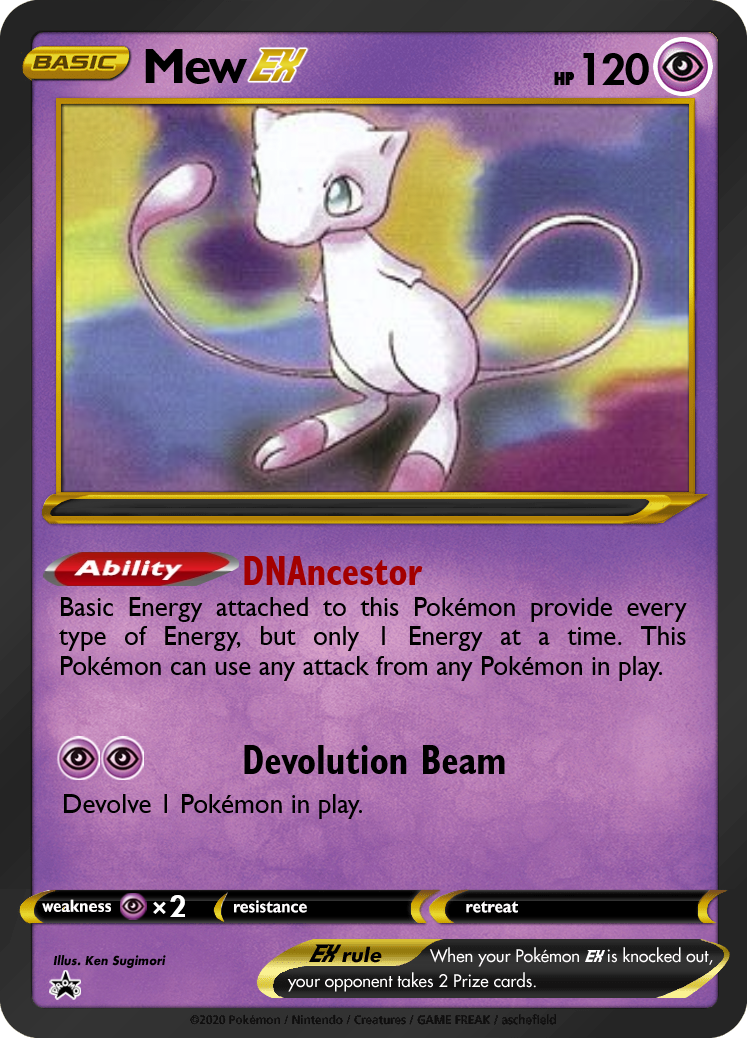 BASIC Mew EX HP 120
Ability DNAncestor
Basic Energy attached to this Pokémon provide every
type of Energy, but only 1 Energy at a time. This
Pokémon can use any attack from any Pokémon in play.
Devolution Beam
Devolve 1 Pokémon in play.
weakness ×2 resistance retreat
Illus. Ken Sugimori
EX rule When your Pokémon EX is knocked out,
your opponent takes 2 Prize cards.
PROMO
©2020 Pokémon / Nintendo / Creatures / GAME FREAK / aschefield